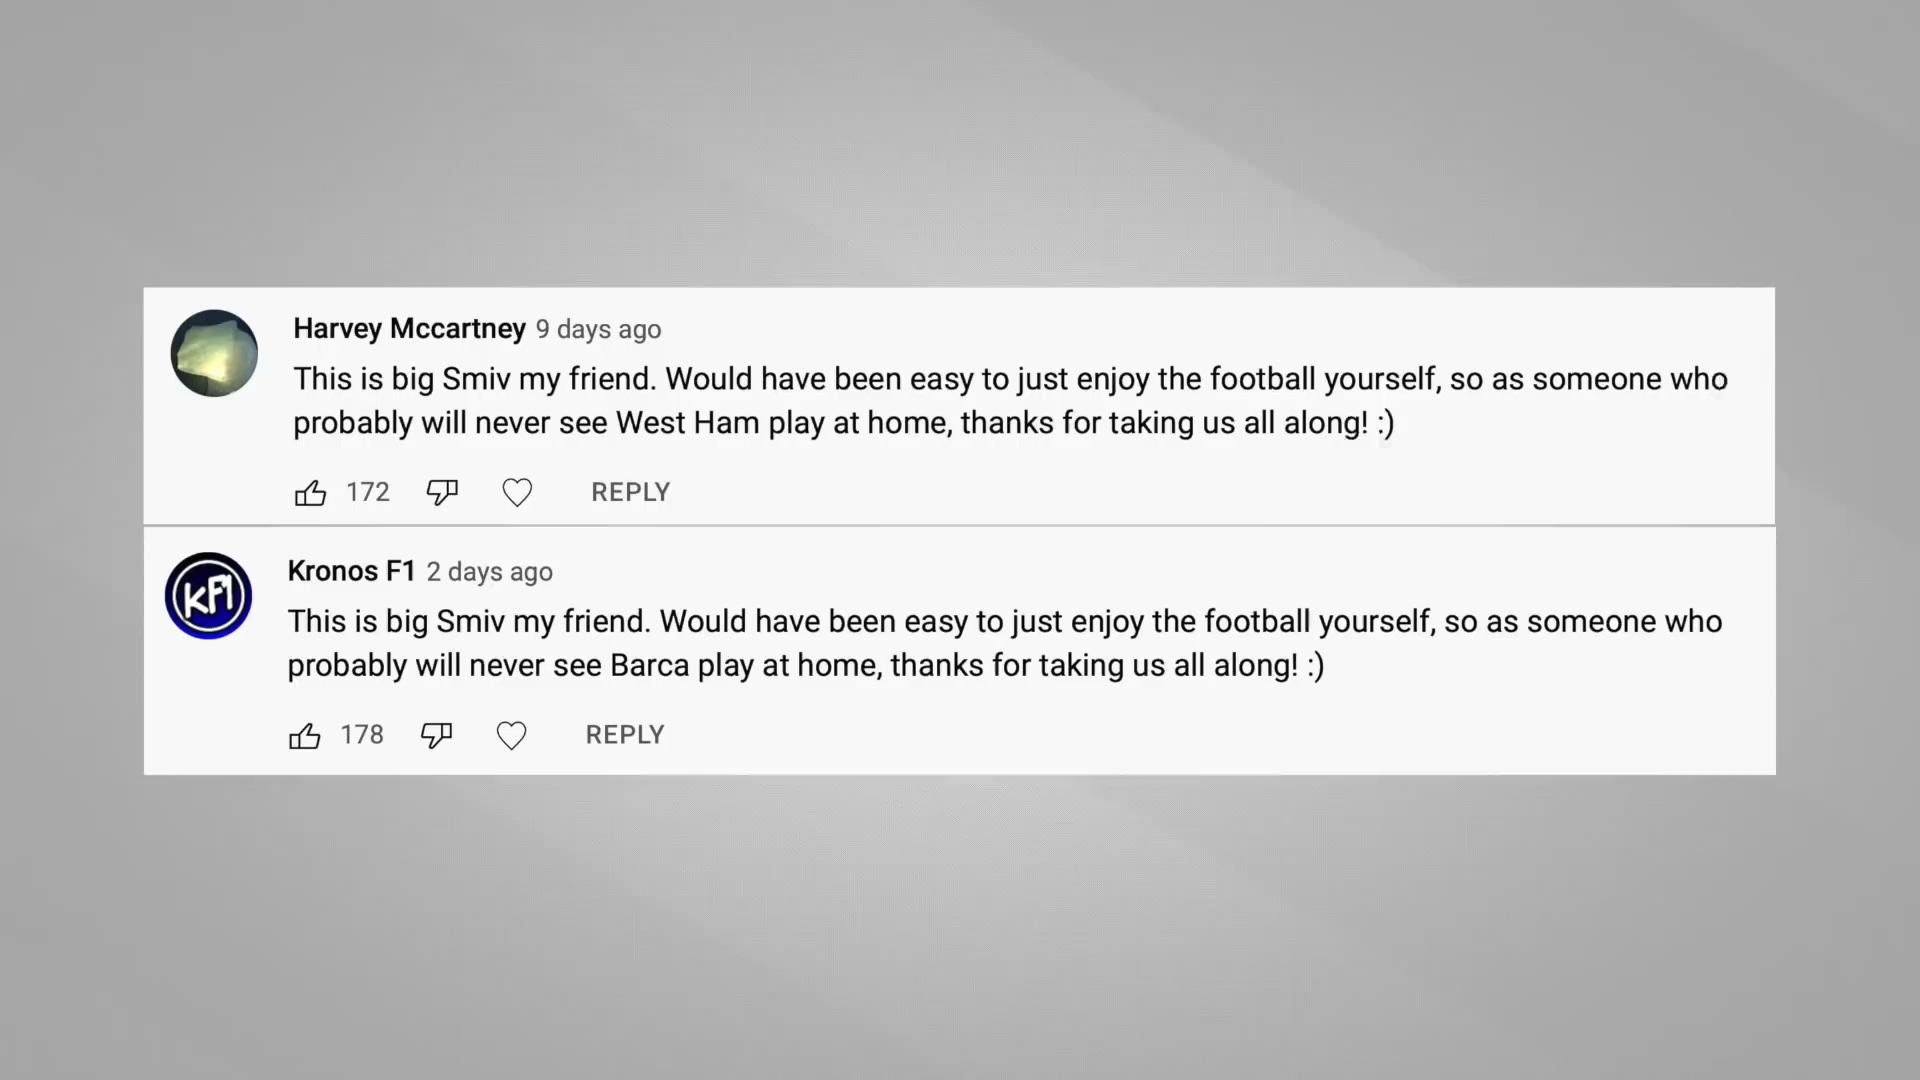 Harvey Mccartney 9 days ago
This is big Smiv my friend. Would have been easy to just enjoy the football yourself, so as someone who
probably will never see West Ham play at home, thanks for taking us all along! :)
172 REPLY
KF1
Kronos F1 2 days ago
This is big Smiv my friend. Would have been easy to just enjoy the football yourself, so as someone who
probably will never see Barca play at home, thanks for taking us all along! :)
178 REPLY